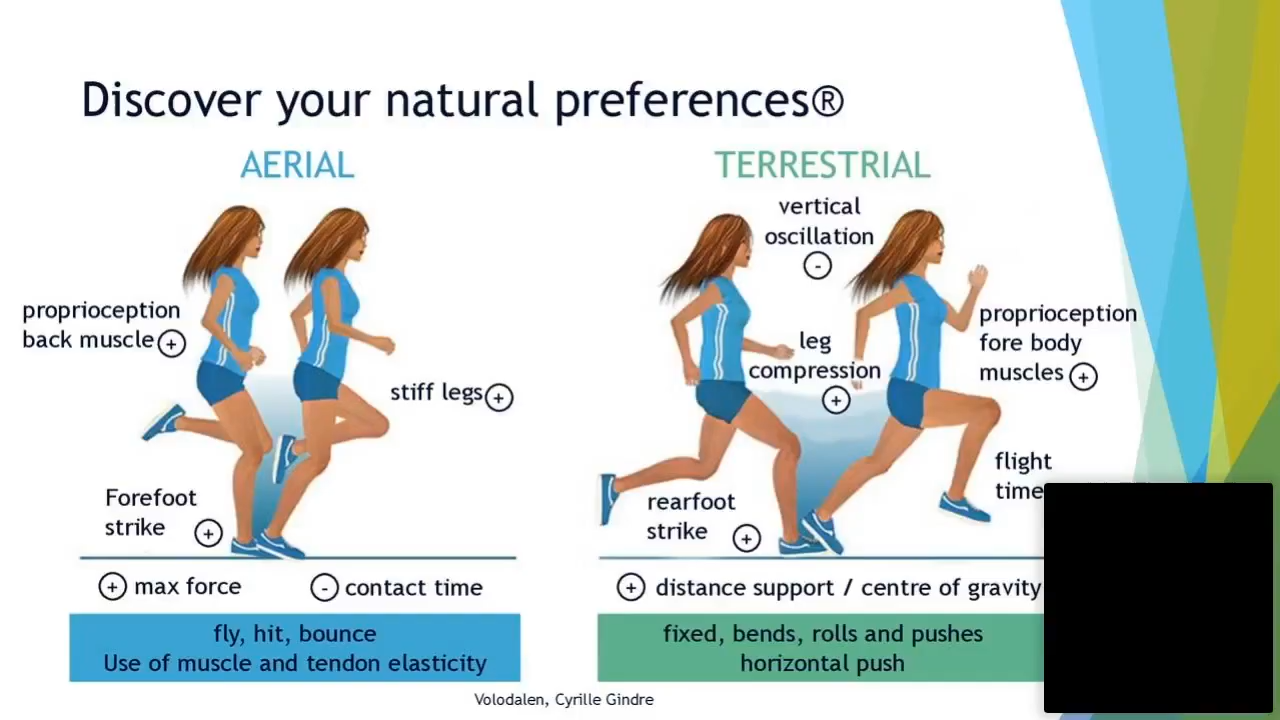 Discover your natural preferences®
AERIAL
proprioception
back muscle +
stiff legs +
Forefoot
strike +
+ max force - contact time
fly, hit, bounce
Use of muscle and tendon elasticity
TERRESTRIAL
vertical
oscillation
-
leg
compression
+
proprioception
fore body
muscles +
flight
time
rearfoot
strike +
+ distance support / centre of gravity
fixed, bends, rolls and pushes
horizontal push
Volodalen, Cyrille Gindre